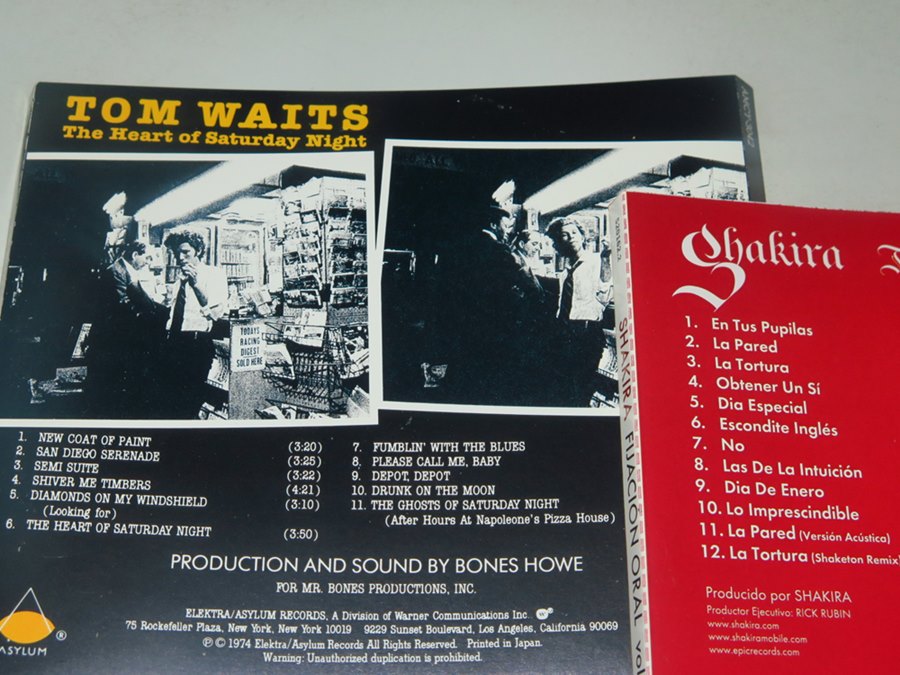 TOM WAITS
The Heart of Saturday Night
TODAYS
RACING
DIGEST
SOLD HERE
1. NEW COAT OF PAINT (3:20)
2. SAN DIEGO SERENADE (3:25)
3. SEMI SUITE (3:22)
4. SHIVER ME TIMBERS (4:21)
5. DIAMONDS ON MY WINDSHIELD (3:10)
(Looking for)
6. THE HEART OF SATURDAY NIGHT (3:50)
7. FUMBLIN' WITH THE BLUES
8. PLEASE CALL ME, BABY
9. DEPOT, DEPOT
10. DRUNK ON THE MOON
11. THE GHOSTS OF SATURDAY NIGHT
(After Hours At Napoleone's Pizza House)
PRODUCTION AND SOUND BY BONES HOWE
FOR MR. BONES PRODUCTIONS, INC.
ELEKTRA/ASYLUM RECORDS, A Division of Warner Communications Inc.
75 Rockefeller Plaza, New York, New York 10019 9229 Sunset Boulevard, Los Angeles, California 90069
℗ © 1974 Elektra/Asylum Records All Rights Reserved. Printed in Japan.
Warning: Unauthorized duplication is prohibited.
ASYLUM ®
SHAKIRA FIJACIÓN ORAL vol
Shakira
1. En Tus Pupilas
2. La Pared
3. La Tortura
4. Obtener Un Sí
5. Dia Especial
6. Escondite Inglés
7. No
8. Las De La Intuición
9. Dia De Enero
10. Lo Imprescindible
11. La Pared (Versión Acústica)
12. La Tortura (Shaketon Remix)
Producido por SHAKIRA
Productor Ejecutivo: RICK RUBIN
www.shakira.com
www.shakiramobile.com
www.epicrecords.com